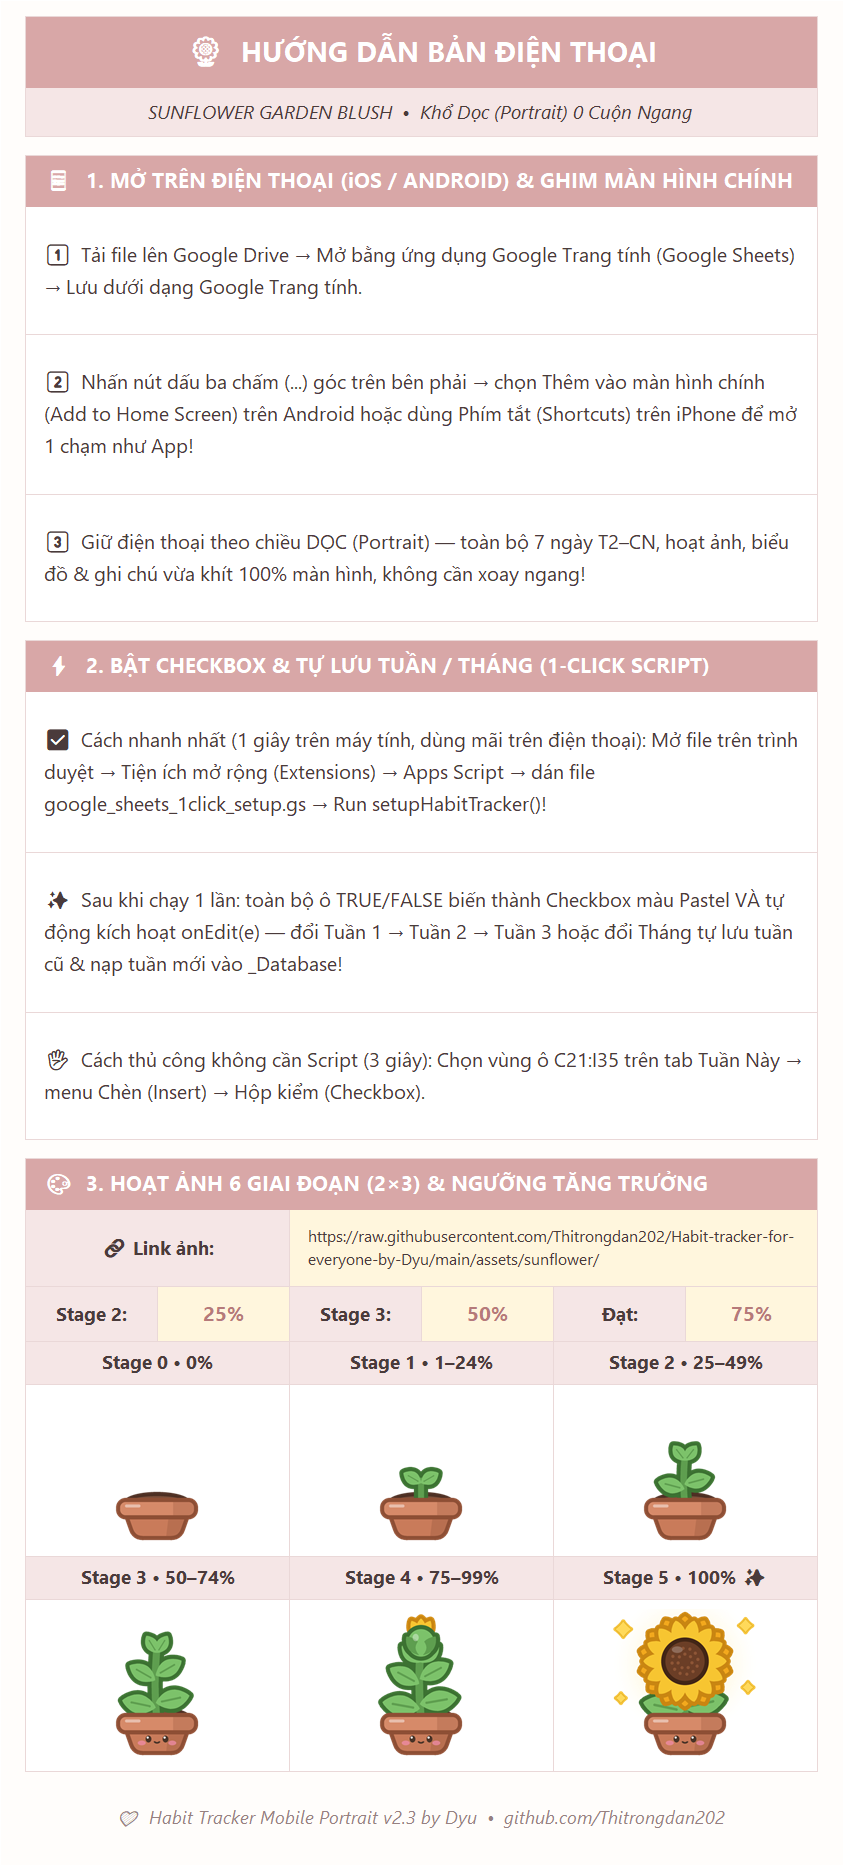 HƯỚNG DẪN BẢN ĐIỆN THOẠI
SUNFLOWER GARDEN BLUSH • Khổ Dọc (Portrait) 0 Cuộn Ngang
1. MỞ TRÊN ĐIỆN THOẠI (iOS / ANDROID) & GHIM MÀN HÌNH CHÍNH
1 Tải file lên Google Drive → Mở bằng ứng dụng Google Trang tính (Google Sheets)
→ Lưu dưới dạng Google Trang tính.
2 Nhấn nút dấu ba chấm (...) góc trên bên phải → chọn Thêm vào màn hình chính
(Add to Home Screen) trên Android hoặc dùng Phím tắt (Shortcuts) trên iPhone để mở
1 chạm như App!
3 Giữ điện thoại theo chiều DỌC (Portrait) — toàn bộ 7 ngày T2–CN, hoạt ảnh, biểu
đồ & ghi chú vừa khít 100% màn hình, không cần xoay ngang!
2. BẬT CHECKBOX & TỰ LƯU TUẦN / THÁNG (1-CLICK SCRIPT)
Cách nhanh nhất (1 giây trên máy tính, dùng mãi trên điện thoại): Mở file trên trình
duyệt → Tiện ích mở rộng (Extensions) → Apps Script → dán file
google_sheets_1click_setup.gs → Run setupHabitTracker()!
Sau khi chạy 1 lần: toàn bộ ô TRUE/FALSE biến thành Checkbox màu Pastel VÀ tự
động kích hoạt onEdit(e) — đổi Tuần 1 → Tuần 2 → Tuần 3 hoặc đổi Tháng tự lưu tuần
cũ & nạp tuần mới vào _Database!
Cách thủ công không cần Script (3 giây): Chọn vùng ô C21:I35 trên tab Tuần Này →
menu Chèn (Insert) → Hộp kiểm (Checkbox).
3. HOẠT ẢNH 6 GIAI ĐOẠN (2×3) & NGƯỠNG TĂNG TRƯỞNG
Link ảnh:
https://raw.githubusercontent.com/Thitrongdan202/Habit-tracker-for-
everyone-by-Dyu/main/assets/sunflower/
Stage 2: 25% Stage 3: 50% Đạt: 75%
Stage 0 • 0% Stage 1 • 1–24% Stage 2 • 25–49%
Stage 3 • 50–74% Stage 4 • 75–99% Stage 5 • 100%
Habit Tracker Mobile Portrait v2.3 by Dyu • github.com/Thitrongdan202